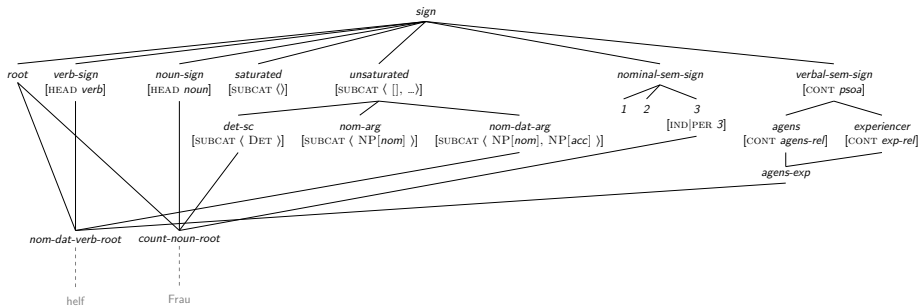 sign
root verb-sign noun-sign saturated unsaturated nominal-sem-sign verbal-sem-sign
[HEAD verb] [HEAD noun] [SUBCAT ⟨⟩] [SUBCAT ⟨ [], ...⟩] [CONT psoa]
1 2 3
[IND|PER 3]
det-sc nom-arg nom-dat-arg agens experiencer
[SUBCAT ⟨ DET ⟩] [SUBCAT ⟨ NP[nom] ⟩] [SUBCAT ⟨ NP[nom], NP[acc] ⟩] [CONT agens-rel] [CONT exp-rel]
agens-exp
nom-dat-verb-root count-noun-root
helf Frau